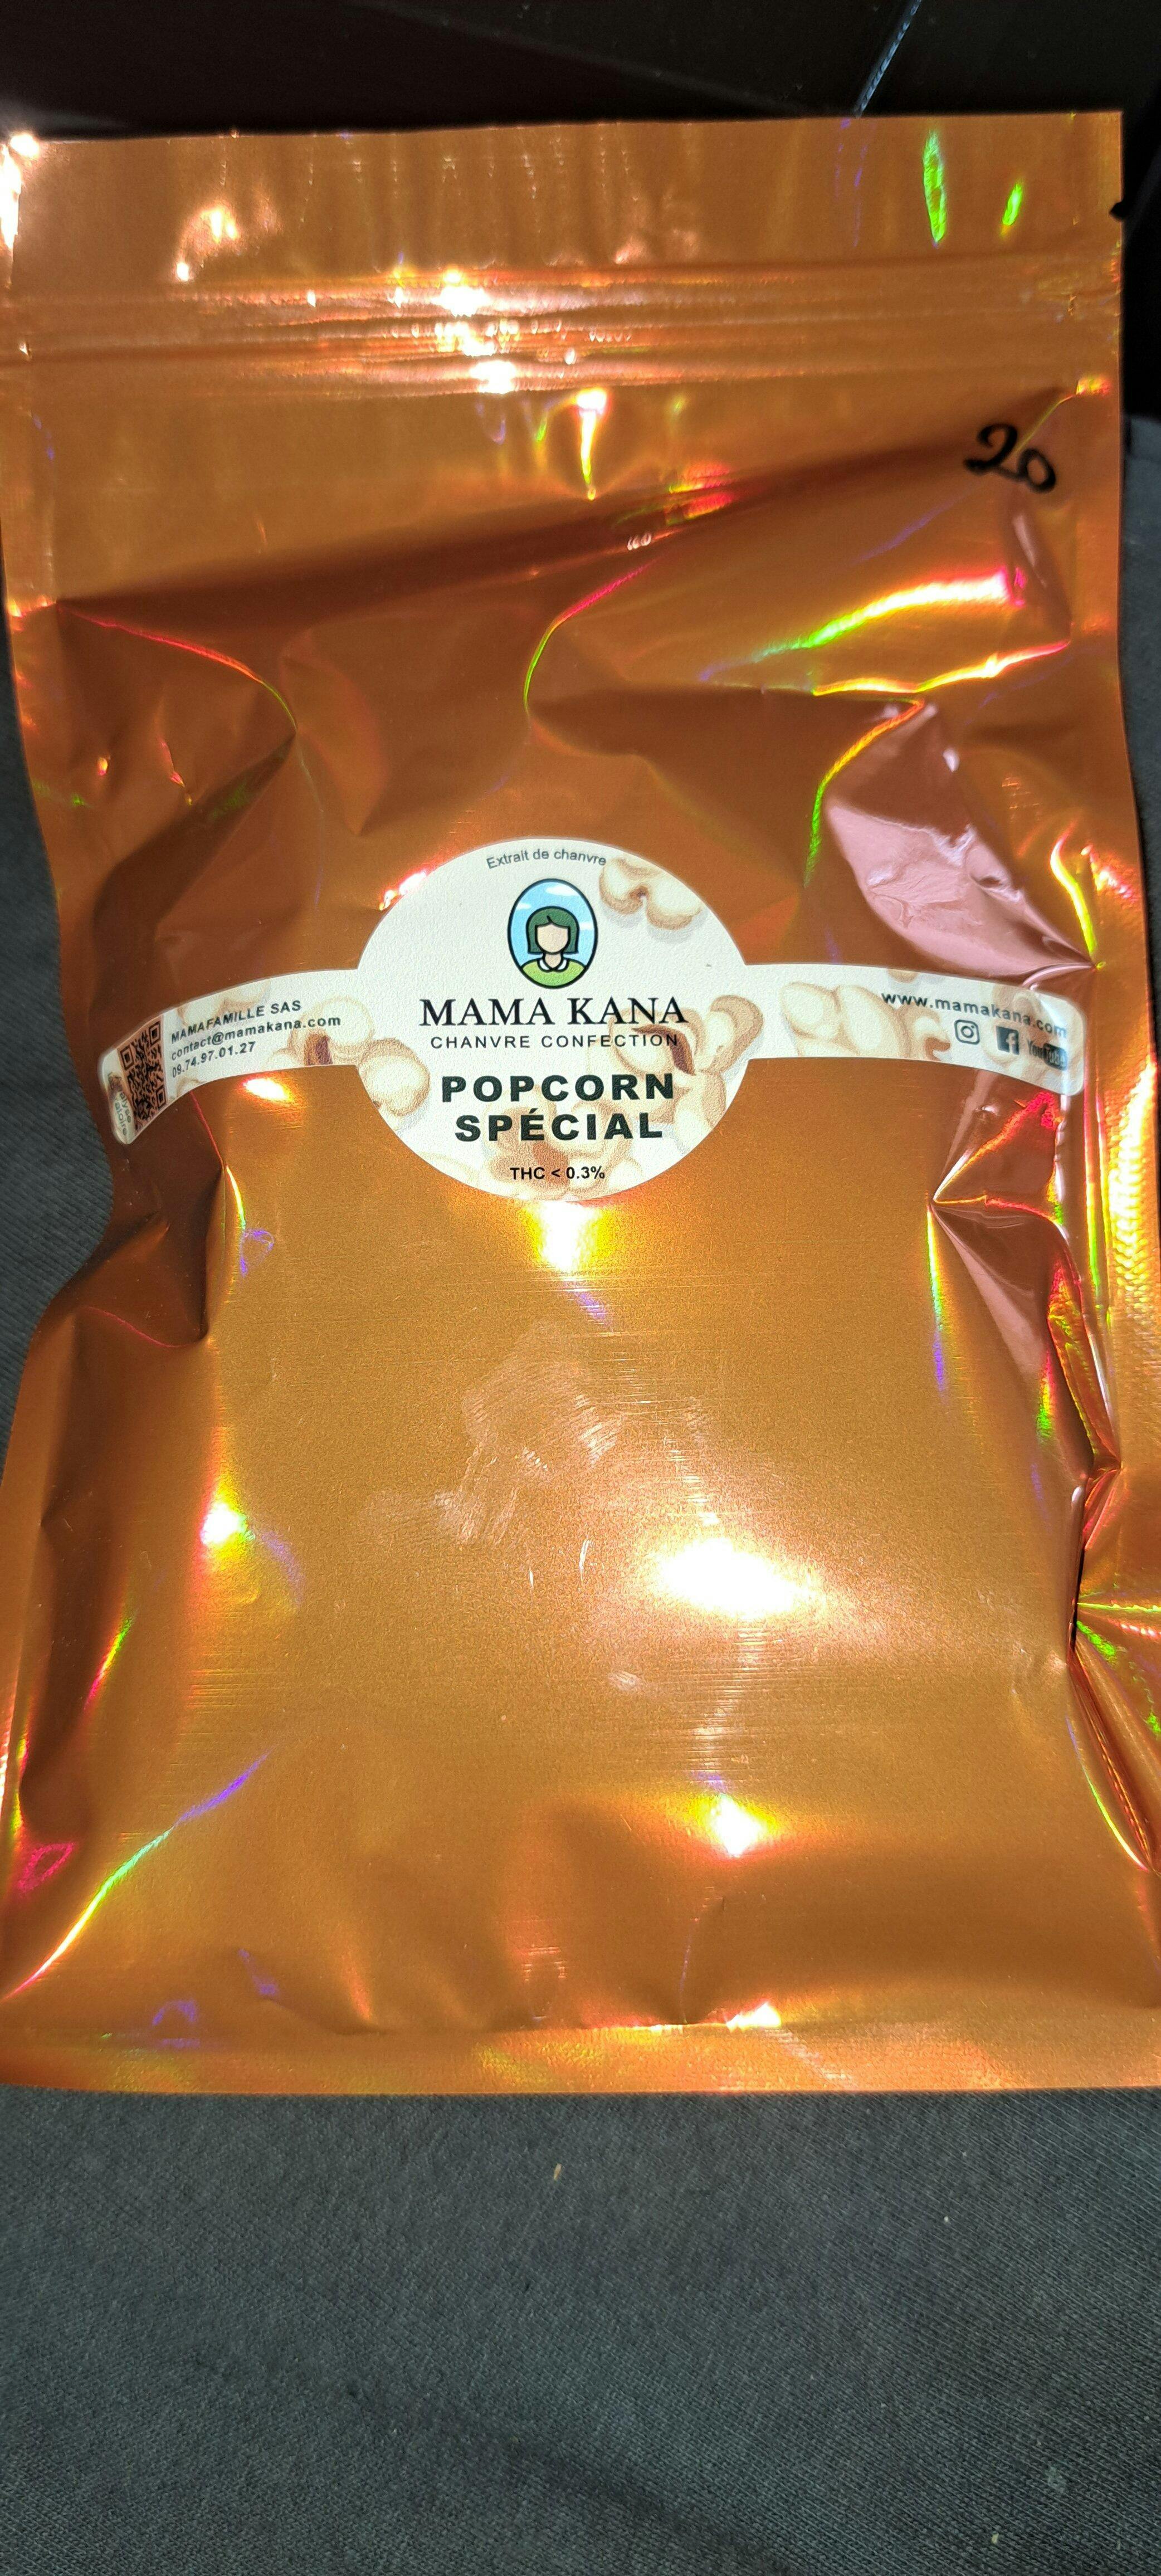 20
Extrait de chanvre
MAMA KANA
CHANVRE CONFECTION
POPCORN
SPÉCIAL
THC < 0.3%
MAMAFAMILLE SAS
contact@mamakana.com
09.74.97.01.27
www.mamakana.com
YouTube